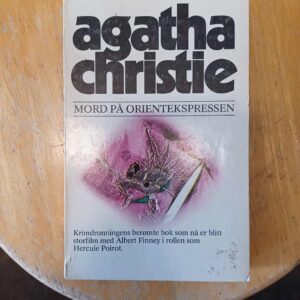 agatha
christie
MORD PÅ ORIENTEKSPRESSEN
Krimdronningens berømte bok som nå er blitt
storfilm med Albert Finney i rollen som
Hercule Poirot.